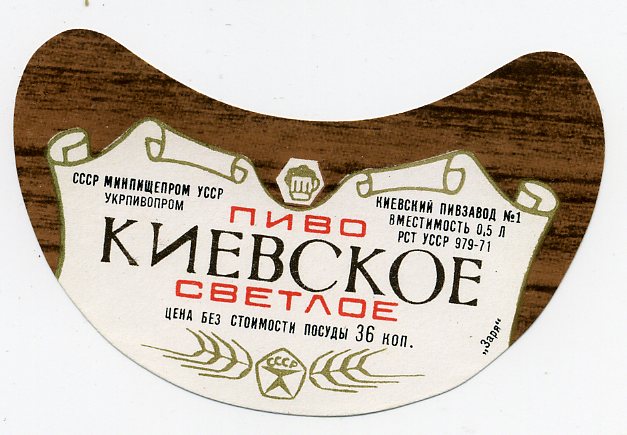 СССР МИНПИЩЕПРОМ УССР
УКРПИВОПРОМ
КИЕВСКИЙ ПИВЗАВОД №1
ВМЕСТИМОСТЬ 0,5 Л
РСТ УССР 979-71
ПИВО
КИЕВСКОЕ
СВЕТЛОЕ
ЦЕНА БЕЗ СТОИМОСТИ ПОСУДЫ 36 КОП.
„Заря“
СССР